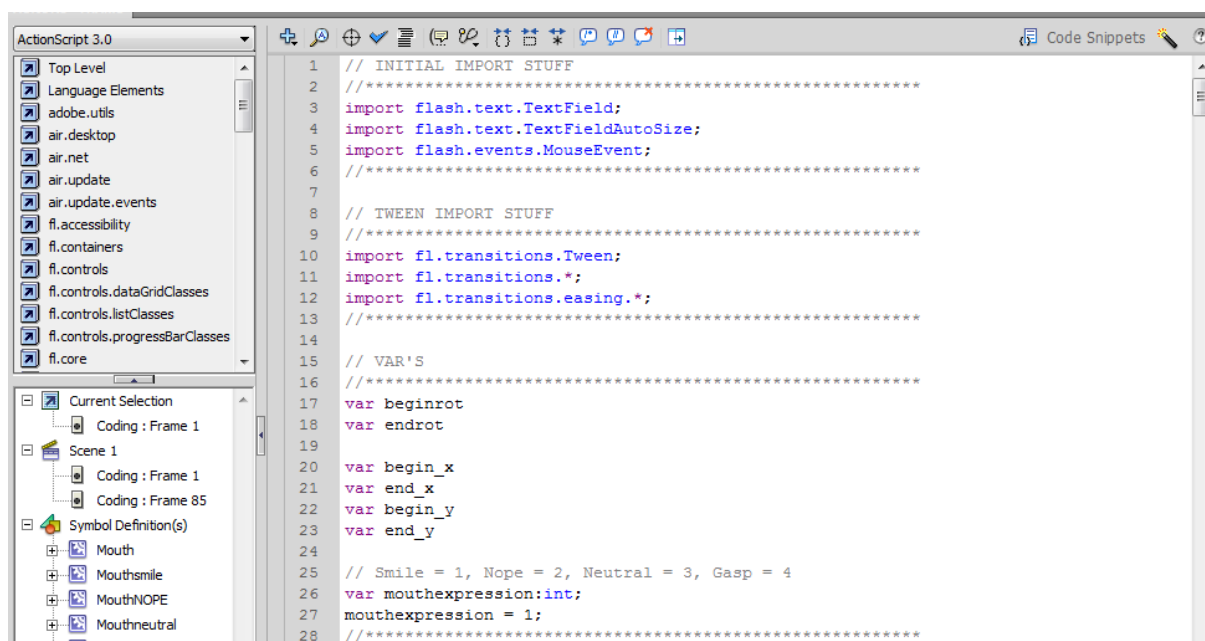 ActionScript 3.0
Top Level
Language Elements
adobe.utils
air.desktop
air.net
air.update
air.update.events
fl.accessibility
fl.containers
fl.controls
fl.controls.dataGridClasses
fl.controls.listClasses
fl.controls.progressBarClasses
fl.core
Current Selection
Coding : Frame 1
Scene 1
Coding : Frame 1
Coding : Frame 85
Symbol Definition(s)
Mouth
Mouthsmile
MouthNOPE
Mouthneutral
Code Snippets
1 // INITIAL IMPORT STUFF
2 //********************************************************
3 import flash.text.TextField;
4 import flash.text.TextFieldAutoSize;
5 import flash.events.MouseEvent;
6 //********************************************************
7
8 // TWEEN IMPORT STUFF
9 //********************************************************
10 import fl.transitions.Tween;
11 import fl.transitions.*;
12 import fl.transitions.easing.*;
13 //********************************************************
14
15 // VAR'S
16 //********************************************************
17 var beginrot
18 var endrot
19
20 var begin_x
21 var end_x
22 var begin_y
23 var end_y
24
25 // Smile = 1, Nope = 2, Neutral = 3, Gasp = 4
26 var mouthexpression:int;
27 mouthexpression = 1;
28 //********************************************************